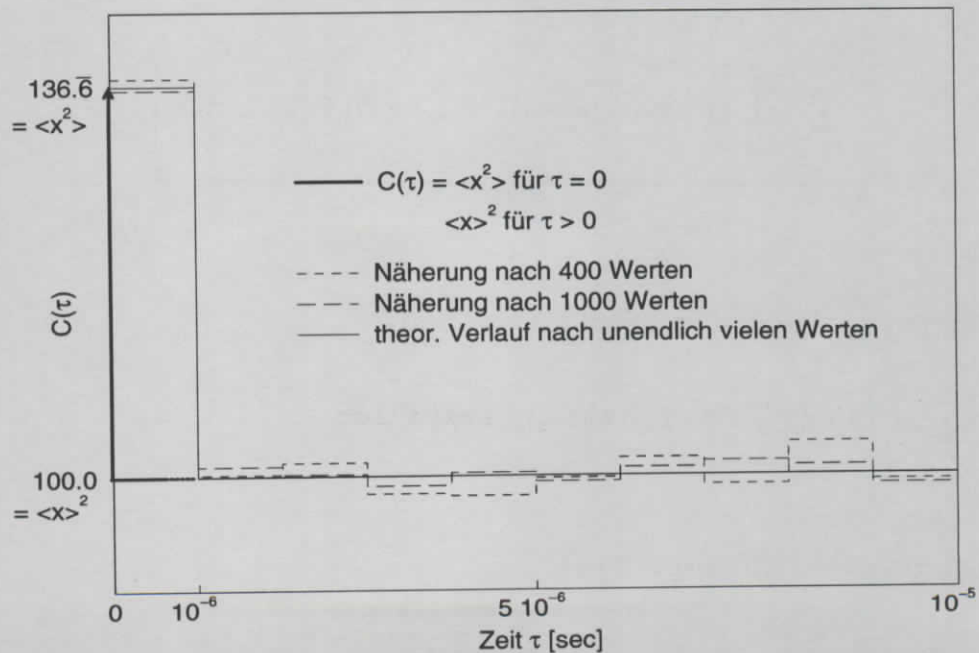 136.6̅
= <x²>
C(τ) = <x²> für τ = 0
<x>² für τ > 0
Näherung nach 400 Werten
Näherung nach 1000 Werten
theor. Verlauf nach unendlich vielen Werten
C(τ)
100.0
= <x>²
0
10⁻⁶
5 10⁻⁶
10⁻⁵
Zeit τ [sec]